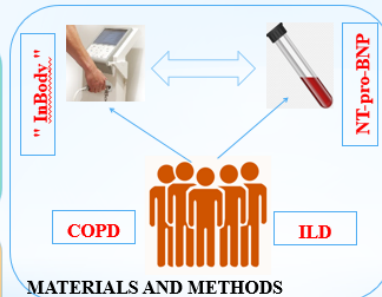 " InBody "
NT-pro-BNP
COPD
ILD
MATERIALS AND METHODS